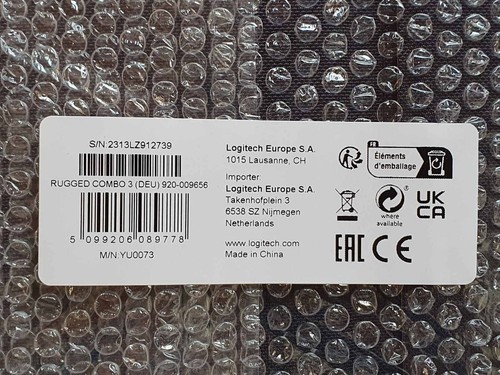 S/N:2313LZ912739
RUGGED COMBO 3 (DEU) 920-009656
5 099206 089778
M/N:YU0073
Logitech Europe S.A.
1015 Lausanne, CH
Importer:
Logitech Europe S.A.
Takenhofplein 3
6538 SZ Nijmegen
Netherlands
www.logitech.com
Made in China
FR
Éléments
d'emballage
where
available
UK
CA
EAC CE